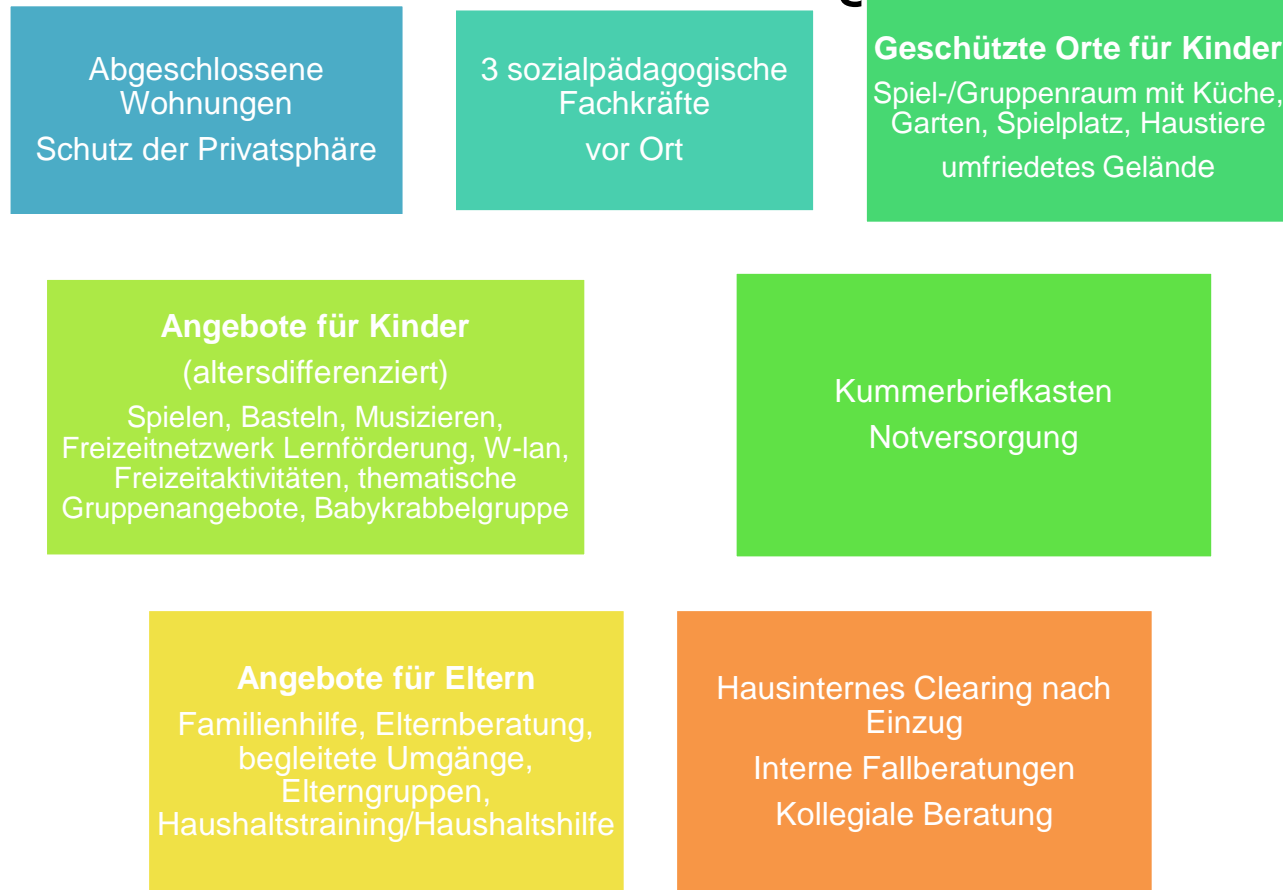 Abgeschlossene
Wohnungen
Schutz der Privatsphäre
3 sozialpädagogische
Fachkräfte
vor Ort
Geschützte Orte für Kinder
Spiel-/Gruppenraum mit Küche,
Garten, Spielplatz, Haustiere
umfriedetes Gelände
Angebote für Kinder
(altersdifferenziert)
Spielen, Basteln, Musizieren,
Freizeitnetzwerk Lernförderung, W-lan,
Freizeitaktivitäten, thematische
Gruppenangebote, Babykrabbelgruppe
Kummerbriefkasten
Notversorgung
Angebote für Eltern
Familienhilfe, Elternberatung,
begleitete Umgänge,
Elterngruppen,
Haushaltstraining/Haushaltshilfe
Hausinternes Clearing nach
Einzug
Interne Fallberatungen
Kollegiale Beratung